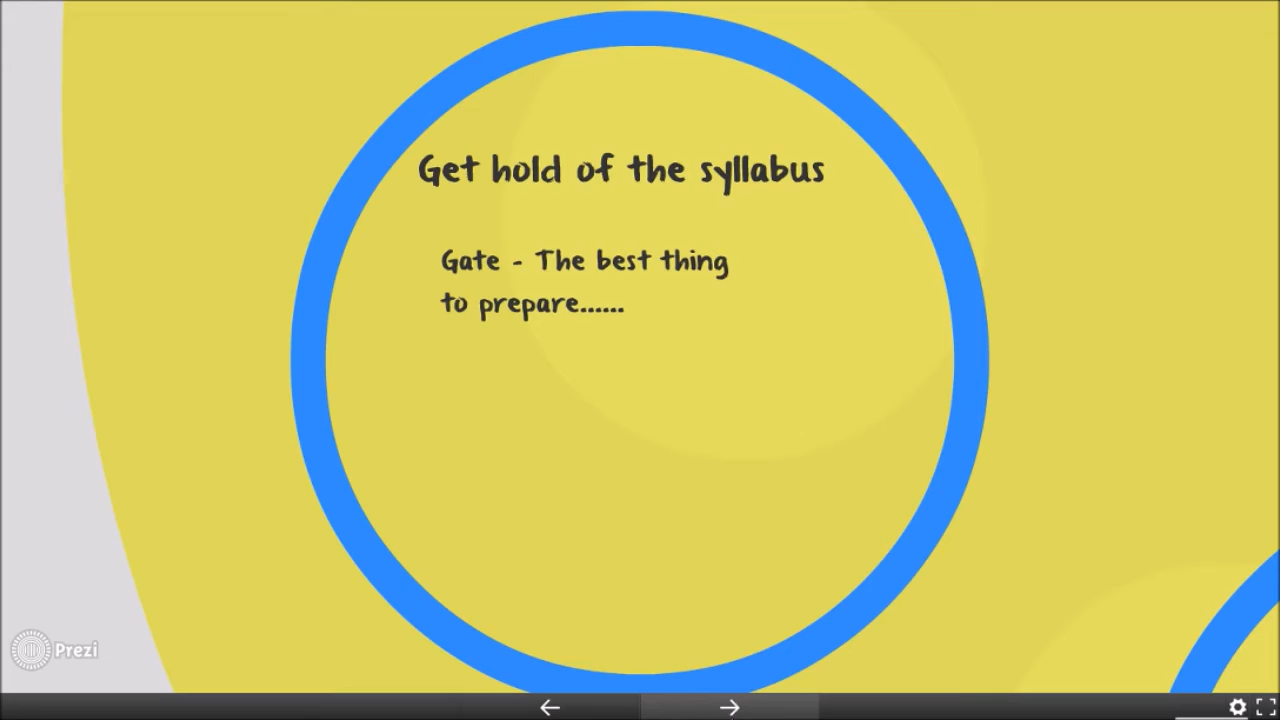 Get hold of the syllabus
Gate - The best thing
to prepare......
Prezi